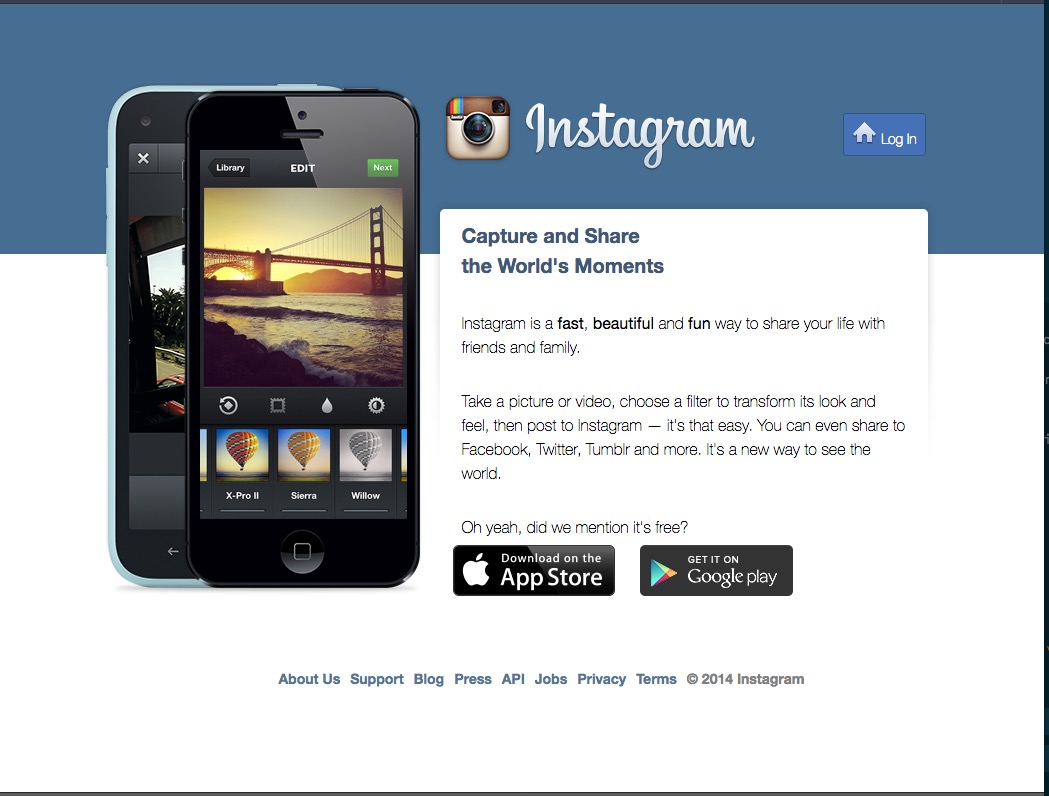 Instagram
Log In
Library
EDIT
Next
X-Pro II
Sierra
Willow
Capture and Share
the World's Moments
Instagram is a fast, beautiful and fun way to share your life with
friends and family.
Take a picture or video, choose a filter to transform its look and
feel, then post to Instagram — it's that easy. You can even share to
Facebook, Twitter, Tumblr and more. It's a new way to see the
world.
Oh yeah, did we mention it's free?
Download on the
App Store
GET IT ON
Google play
About Us Support Blog Press API Jobs Privacy Terms © 2014 Instagram